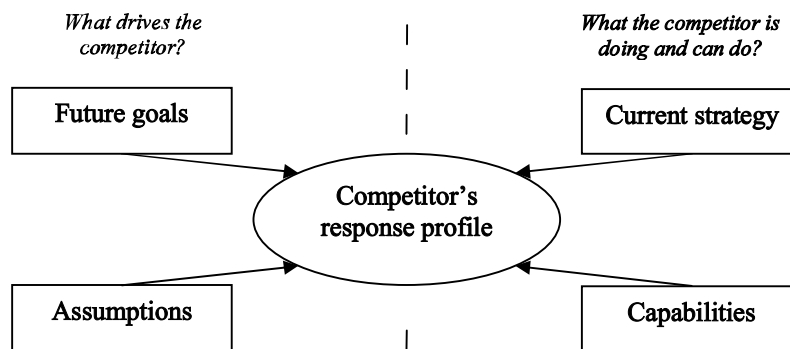 What drives the
competitor?
What the competitor is
doing and can do?
Future goals
Current strategy
Competitor's
response profile
Assumptions
Capabilities